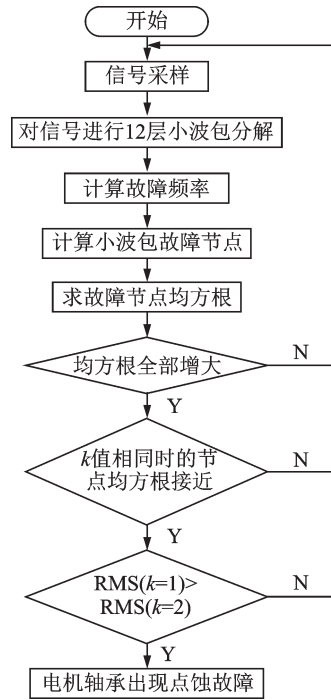 开始
信号采样
对信号进行12层小波包分解
计算故障频率
计算小波包故障节点
求故障节点均方根
均方根全部增大
N
Y
k值相同时的节
点均方根接近
N
Y
RMS(k=1)>
RMS(k=2)
N
Y
电机轴承出现点蚀故障